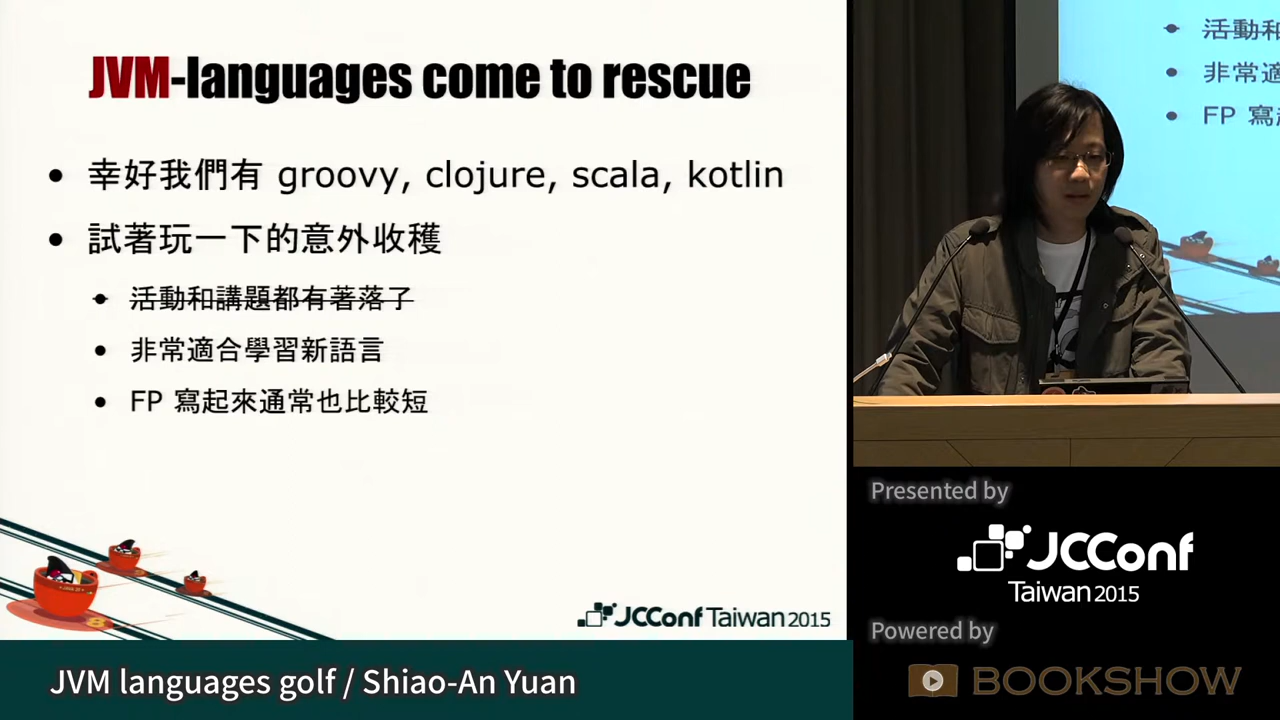 JVM-languages come to rescue
幸好我們有 groovy, clojure, scala, kotlin
試著玩一下的意外收穫
活動和講題都有著落了
非常適合學習新語言
FP 寫起來通常也比較短
JCConf Taiwan 2015
JVM languages golf / Shiao-An Yuan
活動和
非常適
FP 寫
Presented by
JCConf
Taiwan 2015
Powered by
BOOKSHOW